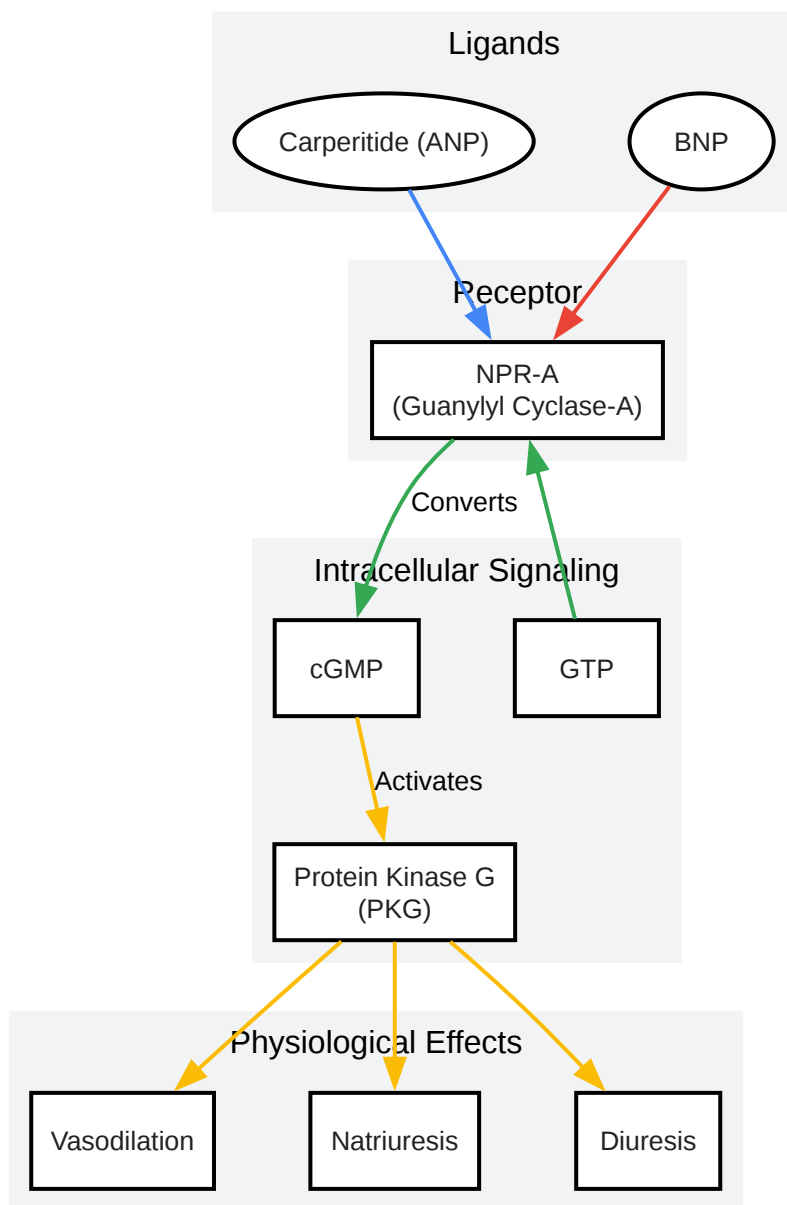 Ligands
Carperitide (ANP)
BNP
Receptor
NPR-A
(Guanylyl Cyclase-A)
Converts
Intracellular Signaling
cGMP
GTP
Activates
Protein Kinase G
(PKG)
Physiological Effects
Vasodilation
Natriuresis
Diuresis